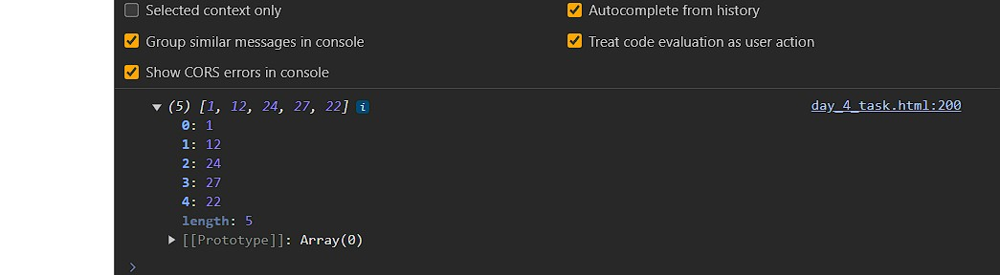 Selected context only
Autocomplete from history
Group similar messages in console
Treat code evaluation as user action
Show CORS errors in console
(5) [1, 12, 24, 27, 22] i
day_4_task.html:200
0: 1
1: 12
2: 24
3: 27
4: 22
length: 5
[[Prototype]]: Array(0)